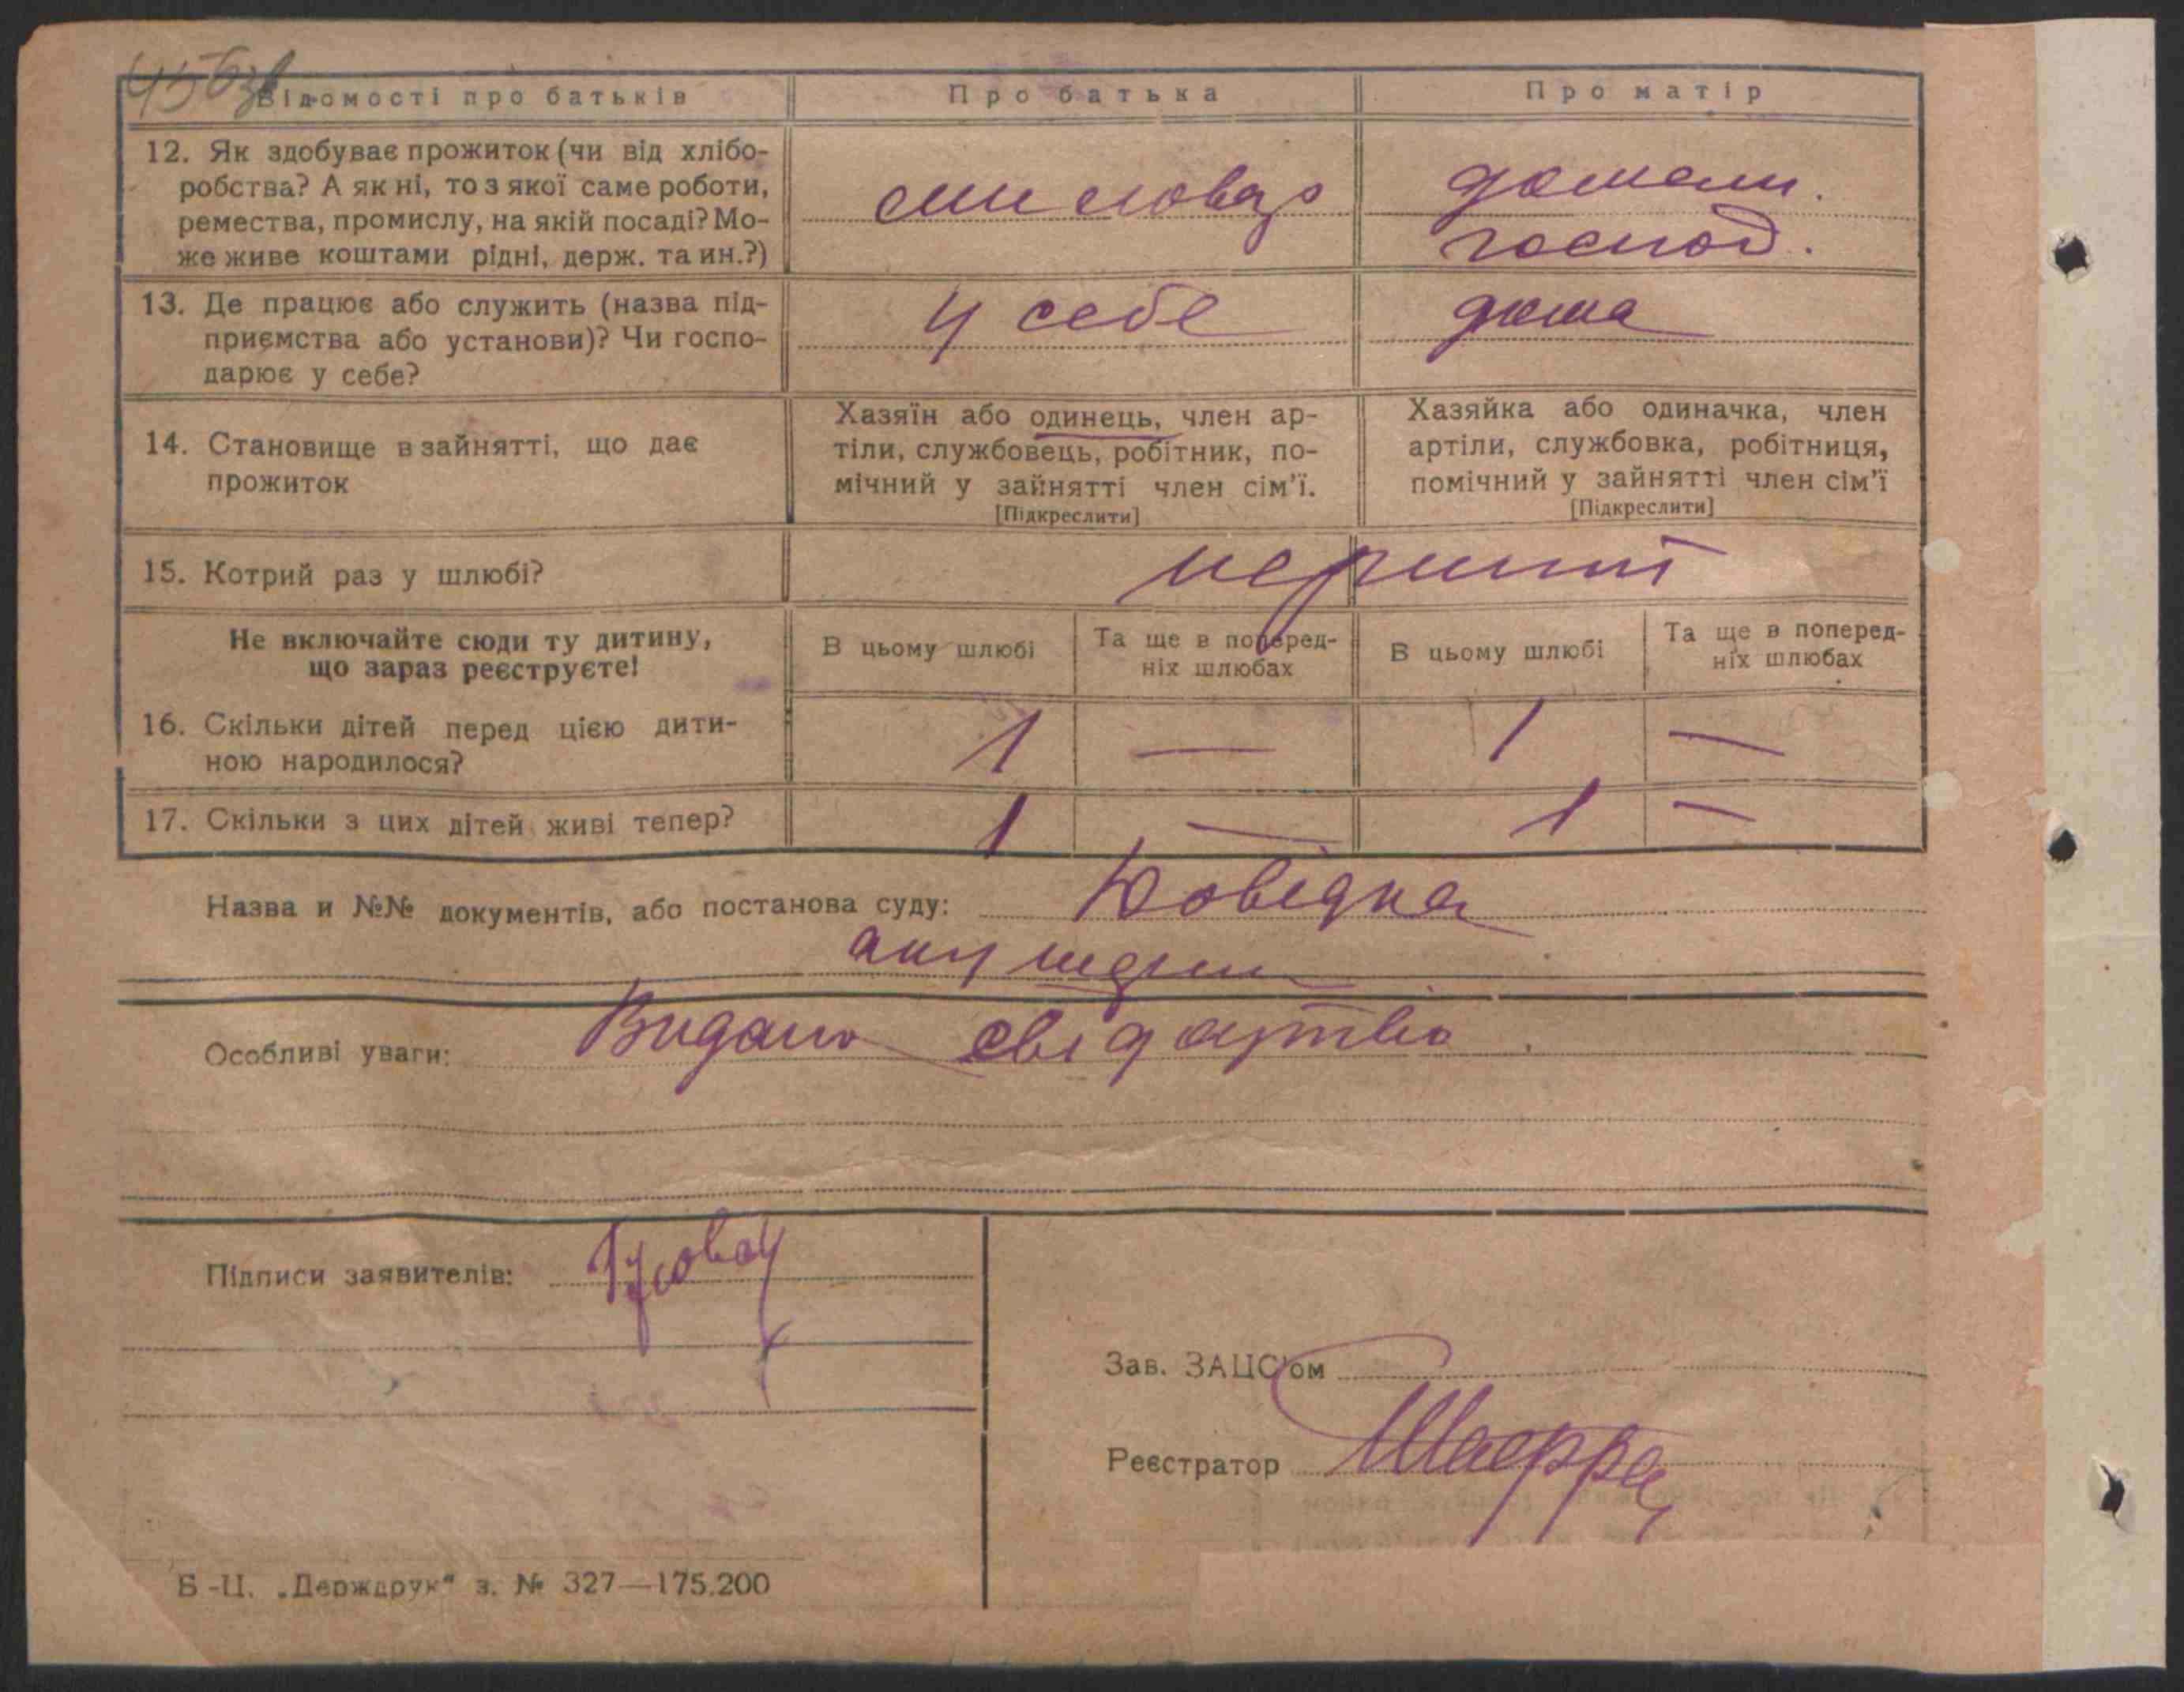 Відомості про батьків
Про батька
Про матір
12. Як здобуває прожиток (чи від хлібо-
робства? А як ні, то з якої саме роботи,
ремества, промислу, на якій посаді? Мо-
же живе коштами рідні, держ. та ин.?)
домашн.
господ.
13. Де працює або служить (назва під-
приємства або установи)? Чи госпо-
дарює у себе?
у себе
дома
14. Становище в зайнятті, що дає
прожиток
Хазяїн або одинець, член ар-
тіли, службовець, робітник, по-
мічний у зайнятті член сім'ї.
[Підкреслити]
Хазяйка або одиначка, член
артіли, службовка, робітниця,
помічний у зайнятті член сім'ї
[Підкреслити]
15. Котрий раз у шлюбі?
перший
Не включайте сюди ту дитину,
що зараз реєструєте!
В цьому шлюбі
Та ще в поперед-
ніх шлюбах
В цьому шлюбі
Та ще в поперед-
ніх шлюбах
16. Скільки дітей перед цією дити-
ною народилося?
1 — 1 —
17. Скільки з цих дітей живі тепер?
1 — 1 —
Назва и №№ документів, або постанова суду: Довідка
акушерки
Особливі уваги: Видано свідоцтво.
Підписи заявителів:
Зав. ЗАЦС'ом
Реєстратор
Б-Ц. „Держдрук“ з. № 327—175.200